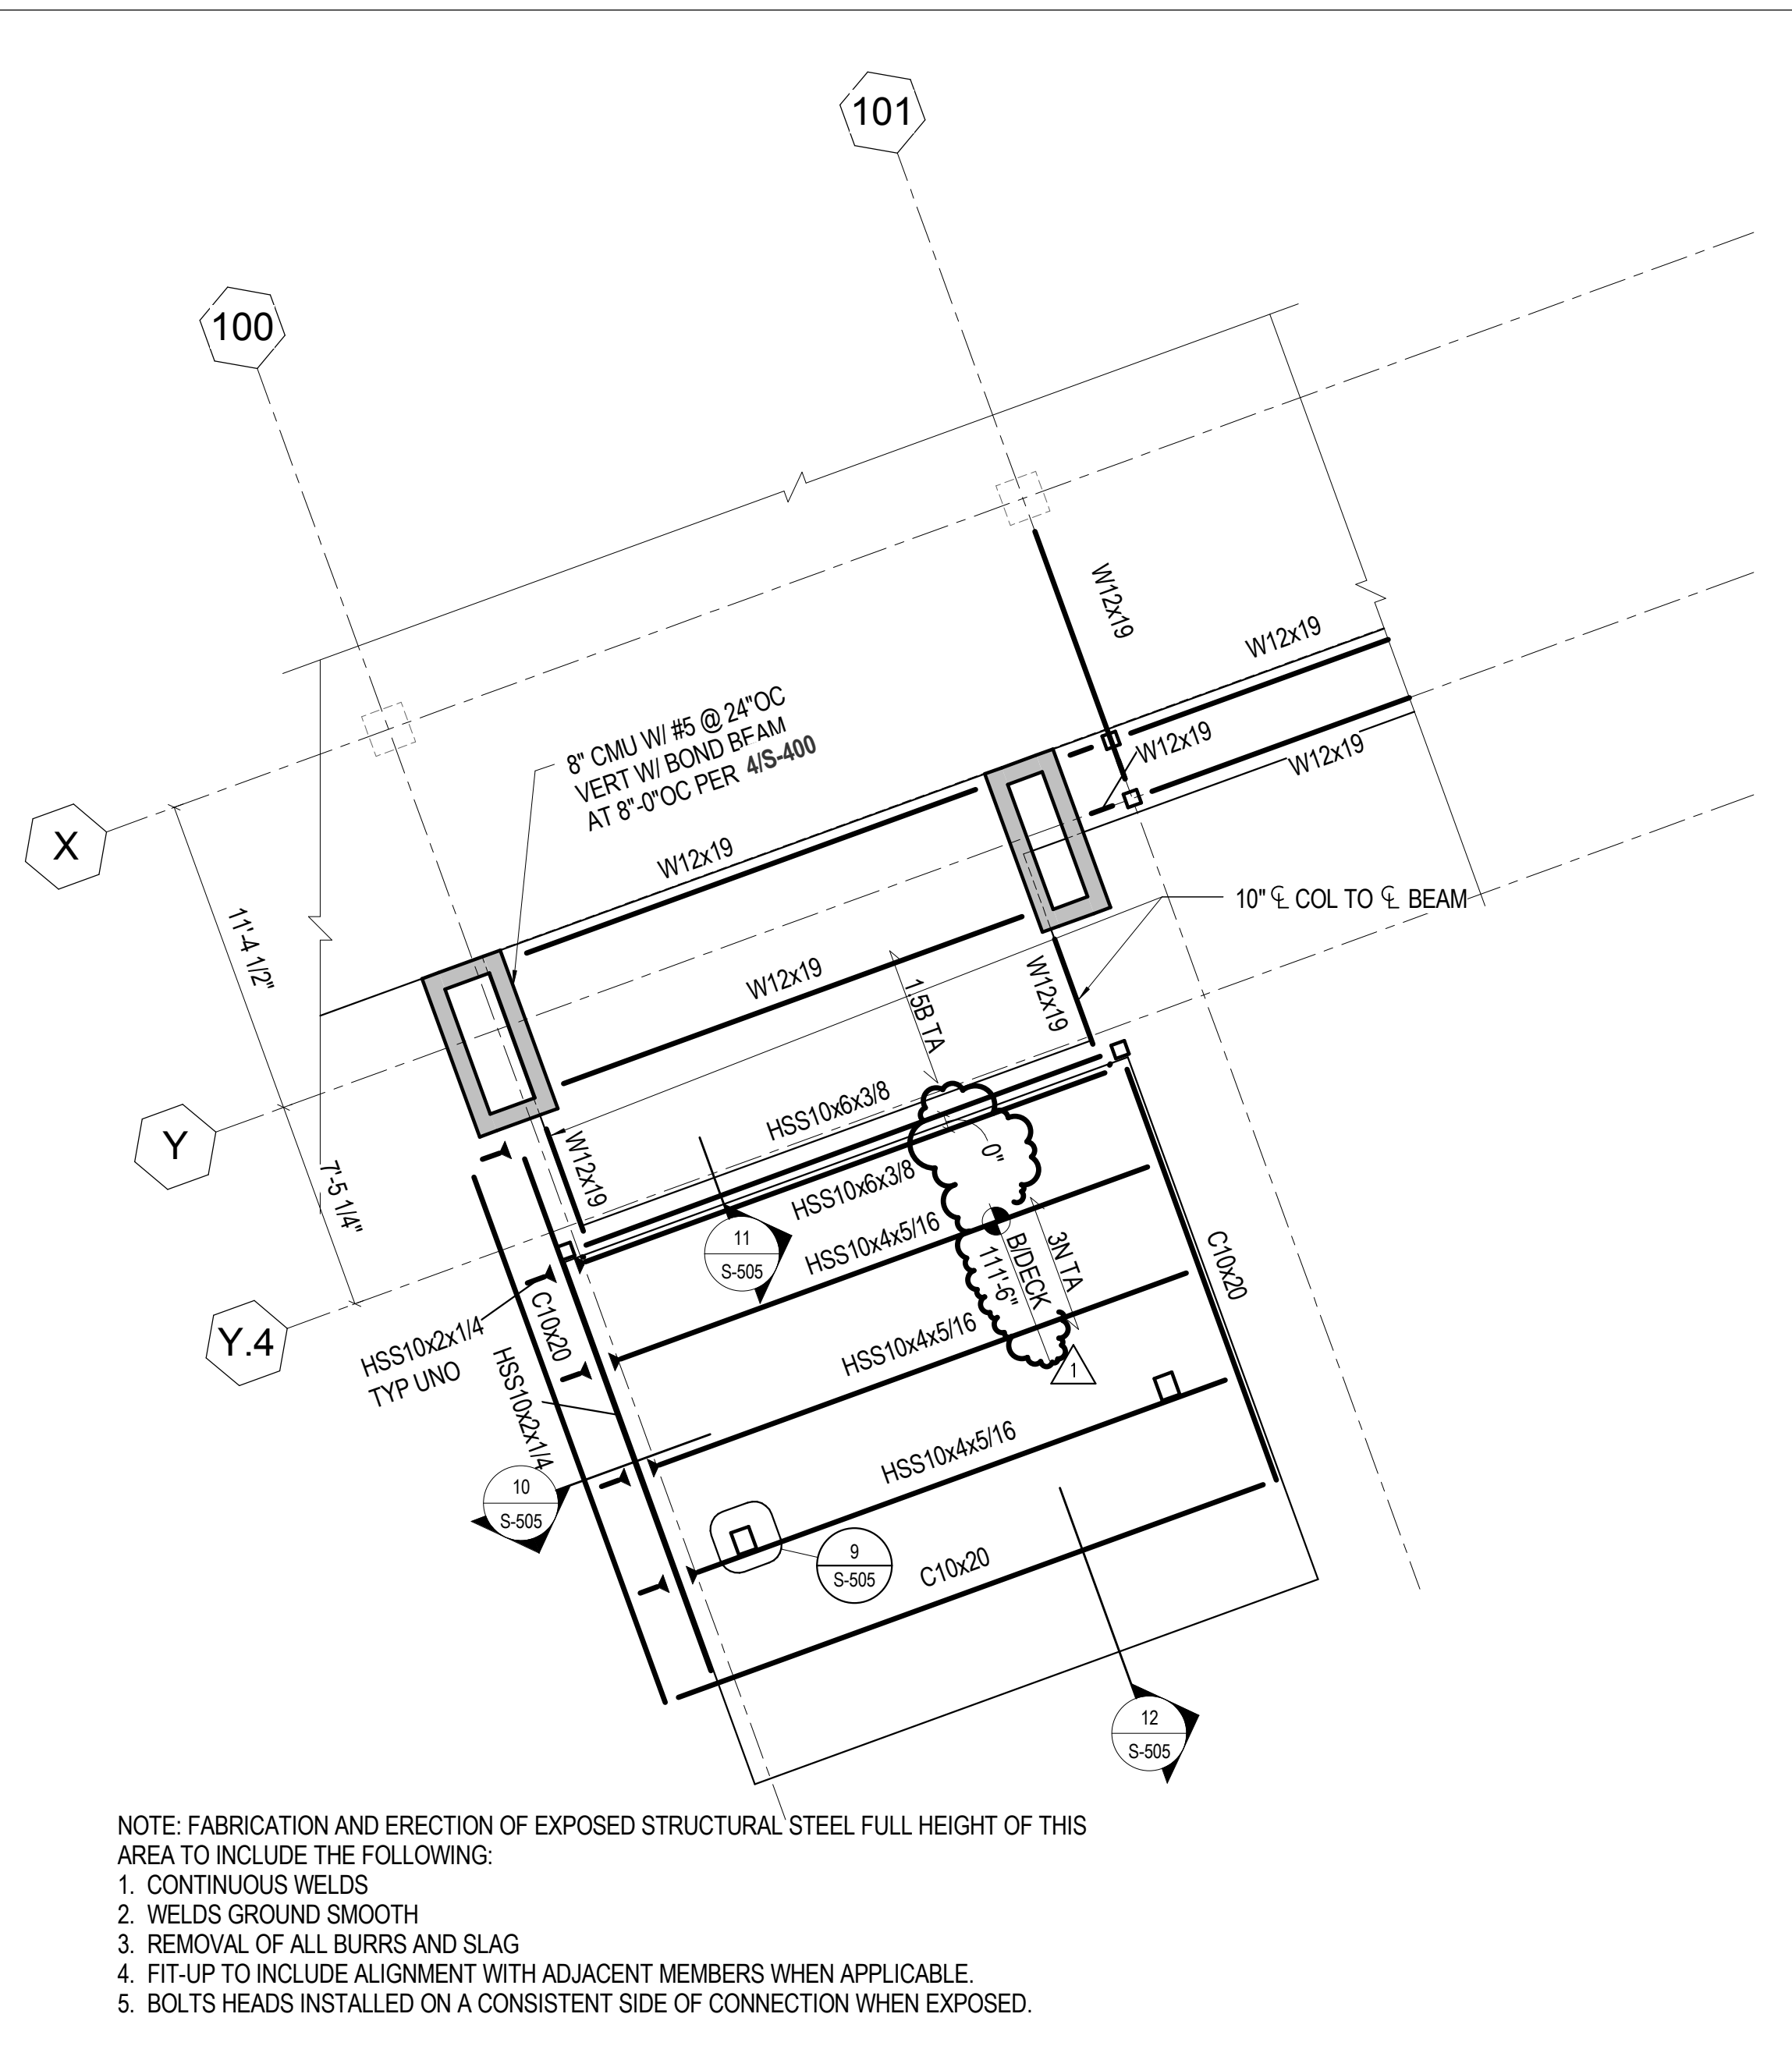 101
100
W12x19
W12x19
8" CMU W/ #5 @ 24"OC
VERT W/ BOND BEAM
AT 8"-0"OC PER 4/S-400
W12x19
W12x19
X
W12x19
10" ℄ COL TO ℄ BEAM
11'-4 1/2"
W12x19
W12x19
1.5B TA
Y
HSS10x6x3/8
W12x19
0"
7'-5 1/4"
HSS10x6x3/8
HSS10x4x5/16
11
S-505
B/DECK
111'-6"
3N TA
C10x20
Y.4
C10x20
HSS10x2x1/4
TYP UNO
HSS10x2x1/4
HSS10x4x5/16
1
HSS10x4x5/16
10
S-505
9
S-505
C10x20
12
S-505
NOTE: FABRICATION AND ERECTION OF EXPOSED STRUCTURAL STEEL FULL HEIGHT OF THIS
AREA TO INCLUDE THE FOLLOWING:
1. CONTINUOUS WELDS
2. WELDS GROUND SMOOTH
3. REMOVAL OF ALL BURRS AND SLAG
4. FIT-UP TO INCLUDE ALIGNMENT WITH ADJACENT MEMBERS WHEN APPLICABLE.
5. BOLTS HEADS INSTALLED ON A CONSISTENT SIDE OF CONNECTION WHEN EXPOSED.